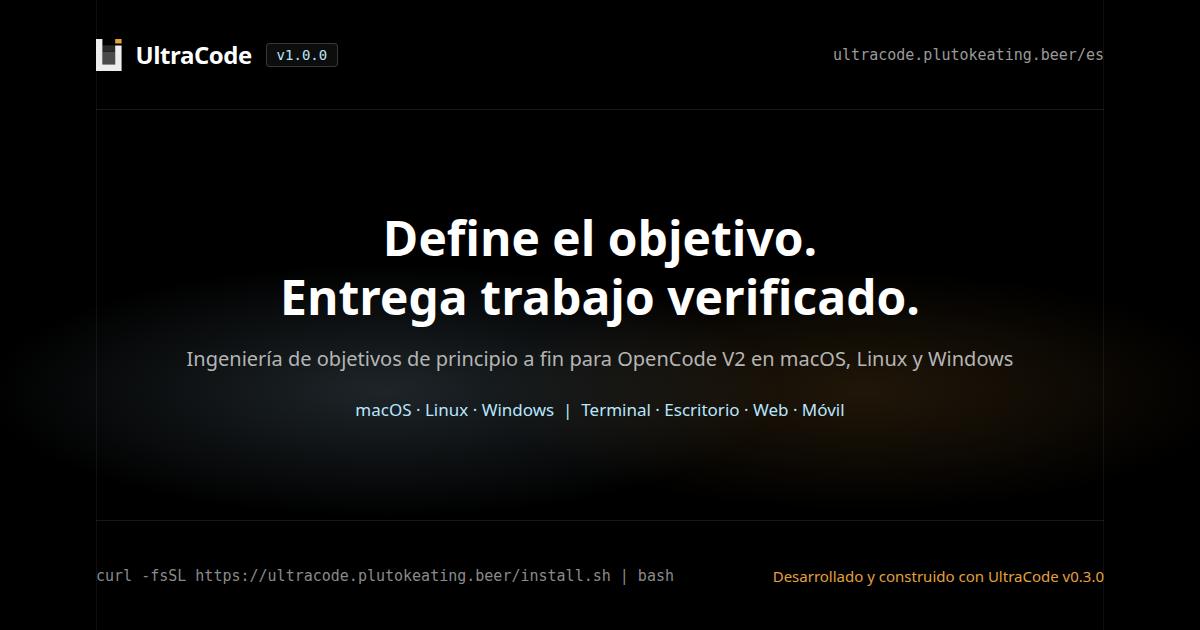 UltraCode v1.0.0 ultracode.plutokeating.beer/es
Define el objetivo.
Entrega trabajo verificado.
Ingeniería de objetivos de principio a fin para OpenCode V2 en macOS, Linux y Windows
macOS · Linux · Windows | Terminal · Escritorio · Web · Móvil
curl -fsSL https://ultracode.plutokeating.beer/install.sh | bash Desarrollado y construido con UltraCode v0.3.0